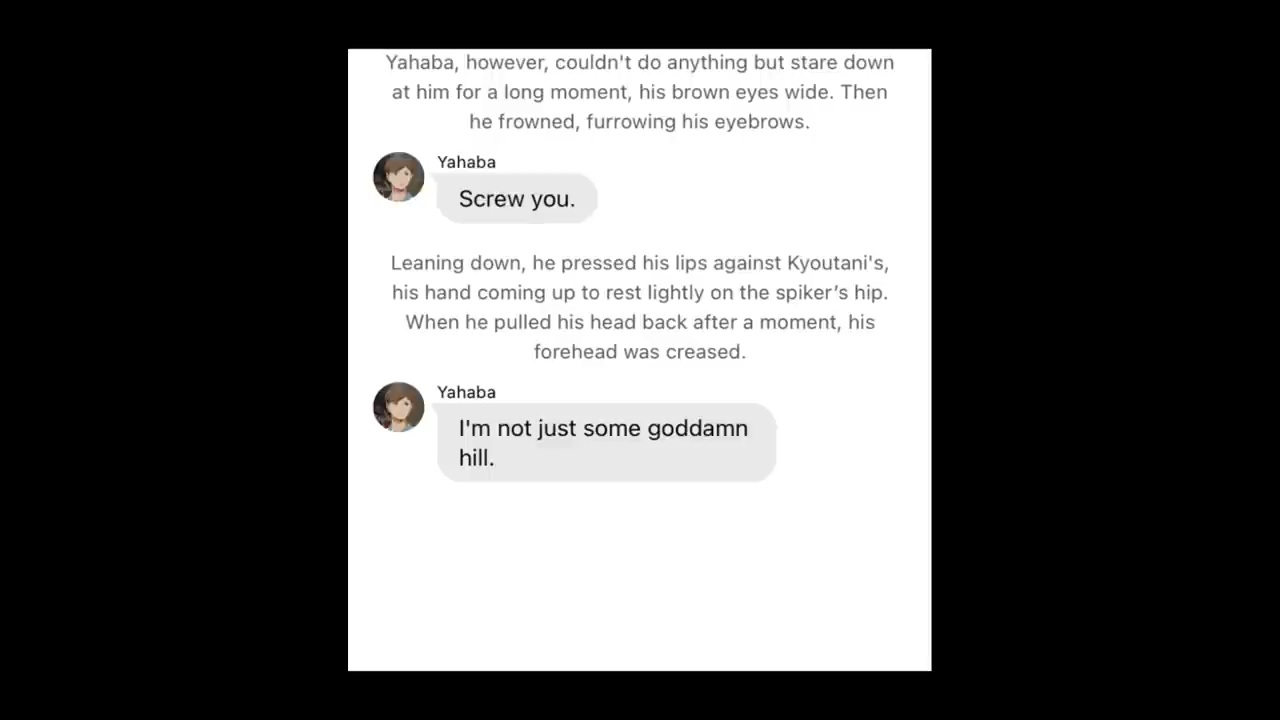 Yahaba, however, couldn't do anything but stare down
at him for a long moment, his brown eyes wide. Then
he frowned, furrowing his eyebrows.
Yahaba
Screw you.
Leaning down, he pressed his lips against Kyoutani's,
his hand coming up to rest lightly on the spiker’s hip.
When he pulled his head back after a moment, his
forehead was creased.
Yahaba
I'm not just some goddamn
hill.